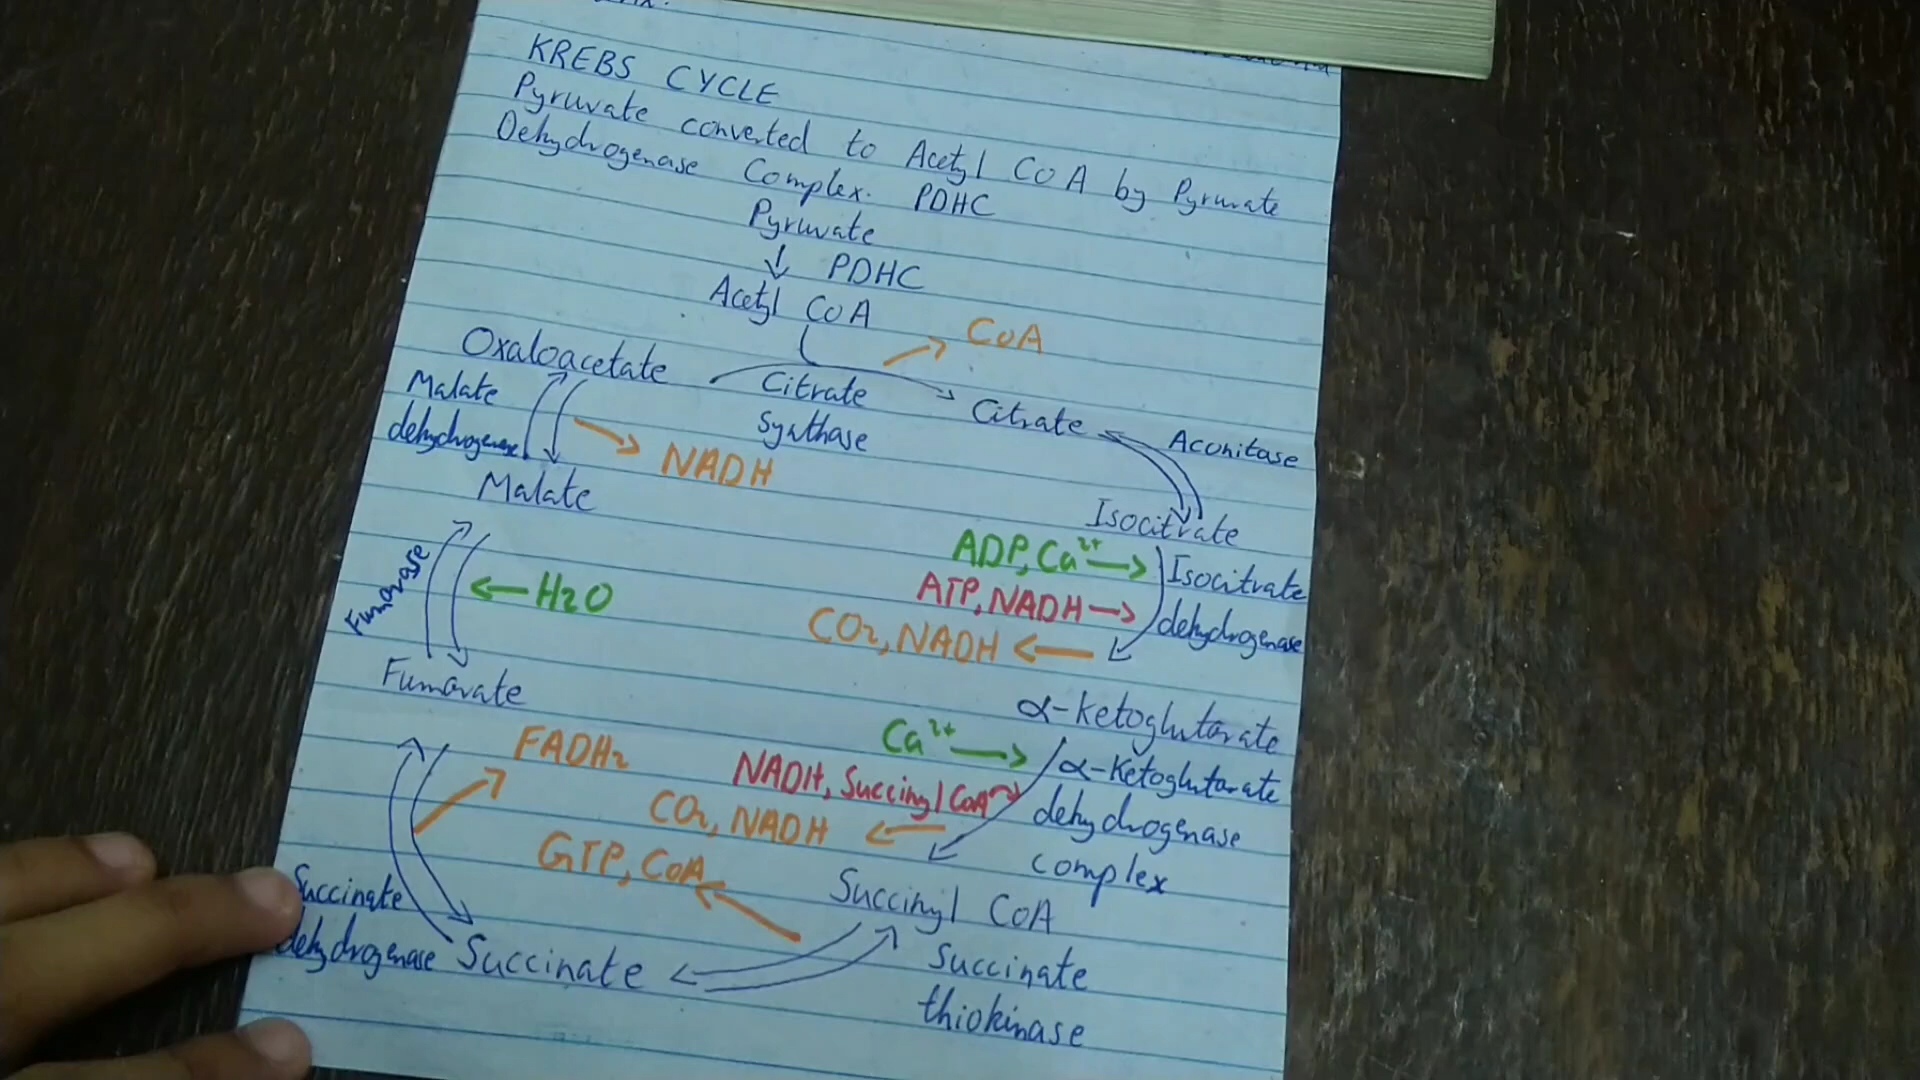 KREBS CYCLE
Pyruvate converted to Acetyl CoA by Pyruvate
Dehydrogenase Complex. PDHC
Pyruvate
↓ PDHC
Acetyl CoA
CoA
Oxaloacetate
Citrate
Synthase
Citrate
Aconitase
Malate
dehydrogenase
NADH
Malate
Isocitrate
ADP, Ca²⁺ →
ATP, NADH →
CO₂, NADH ←
Isocitrate
dehydrogenase
Fumarase
← H2O
Fumarate
α-ketoglutarate
Ca²⁺ →
NADH, Succinyl CoA →
CO₂, NADH ←
α-Ketoglutarate
dehydrogenase
complex
FADH₂
GTP, CoA
Succinyl CoA
Succinate
thiokinase
Succinate
Succinate
dehydrogenase